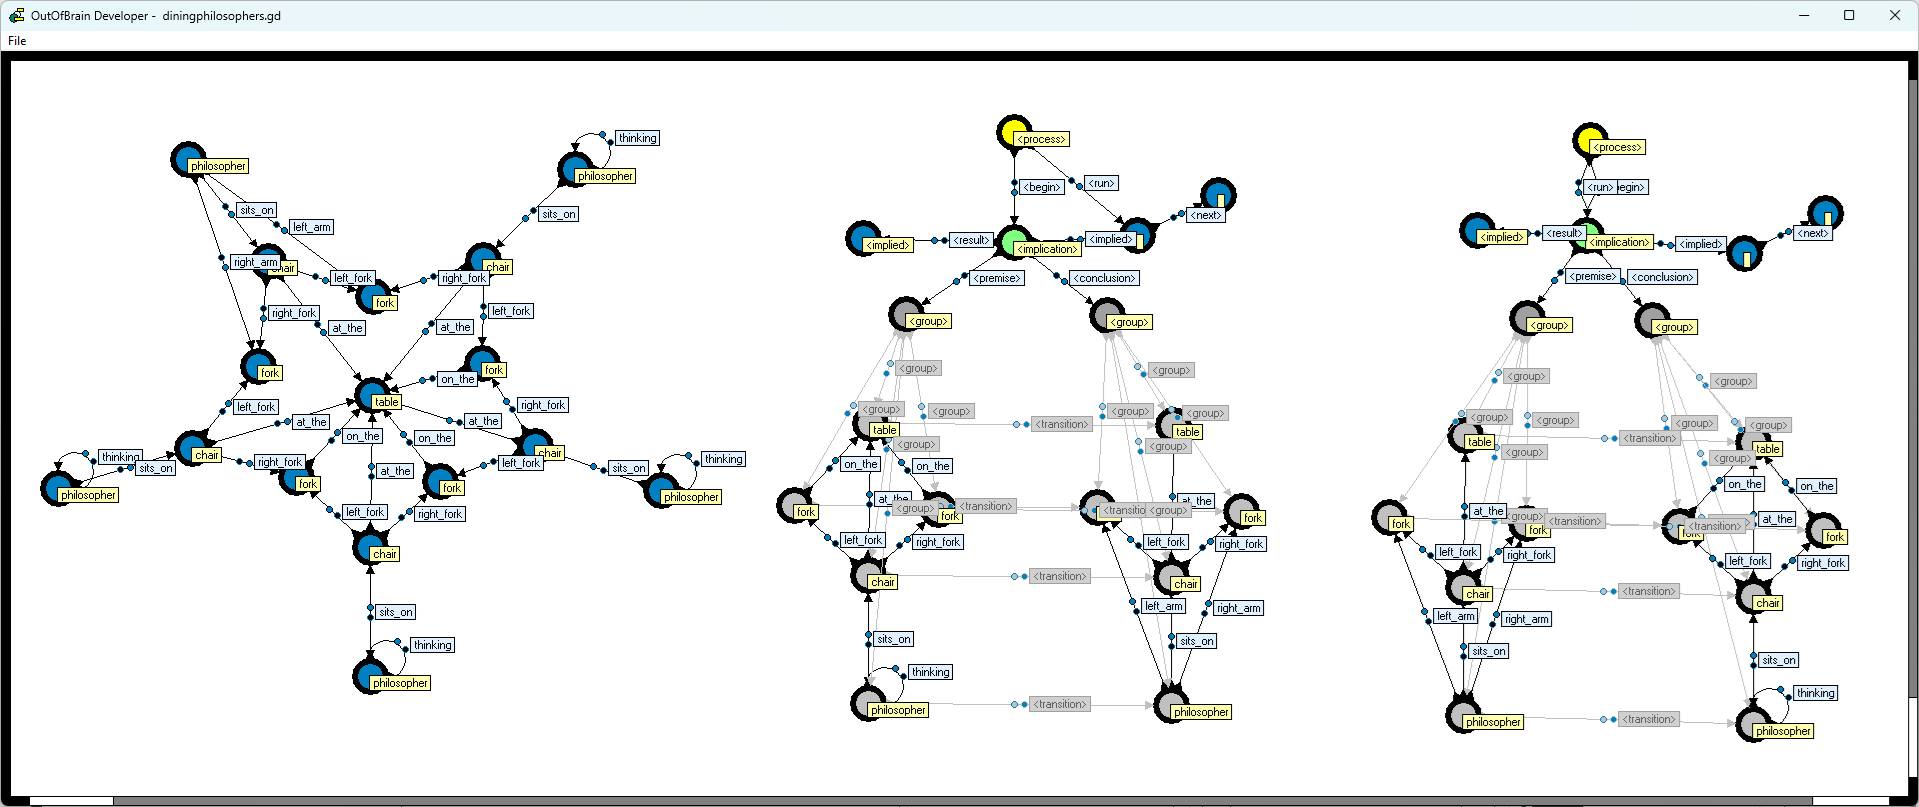 OutOfBrain Developer - diningphilosophers.gd
File
philosopher
sits_on
left_arm
right_arm
chair
left_fork
right_fork
at_the
fork
fork
thinking
philosopher
sits_on
chair
right_fork
left_fork
at_the
fork
on_the
table
left_fork
at_the
on_the
on_the
at_the
right_fork
at_the
chair
right_fork
fork
thinking
sits_on
philosopher
chair
left_fork
fork
sits_on
thinking
philosopher
left_fork
right_fork
chair
sits_on
thinking
philosopher
<process>
<begin>
<run>
<next>
<implied>
<result>
<implication>
<implied>
<premise>
<conclusion>
<group>
<group>
<group>
<group>
<group>
<group>
<transition>
<group>
<group>
table
<group>
table
<group>
on_the
on_the
at_the
fork
<group>
fork
<transition>
<group>
at_the
fork
left_fork
right_fork
left_fork
right_fork
chair
<transition>
chair
left_arm
right_arm
sits_on
sits_on
thinking
philosopher
<transition>
philosopher
<process>
<run>
<next>
<implied>
<result>
<implication>
<implied>
<premise>
<conclusion>
<group>
<group>
<group>
<group>
<group>
<group>
<group>
<group>
table
<transition>
table
<group>
<group>
on_the
on_the
at_the
fork
<group>
fork
<transition>
fork
<transition>
at_the
fork
left_fork
right_fork
left_fork
right_fork
chair
<transition>
chair
left_arm
right_arm
sits_on
sits_on
thinking
philosopher
<transition>
philosopher